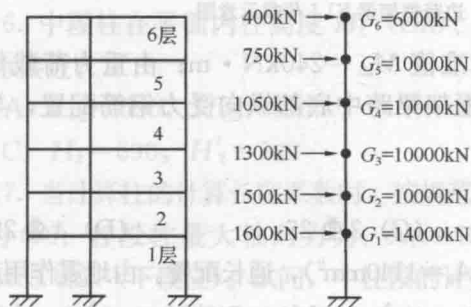 6层
5
4
3
2
1层
400kN
G₆=6000kN
750kN
G₅=10000kN
1050kN
G₄=10000kN
1300kN
G₃=10000kN
1500kN
G₂=10000kN
1600kN
G₁=14000kN